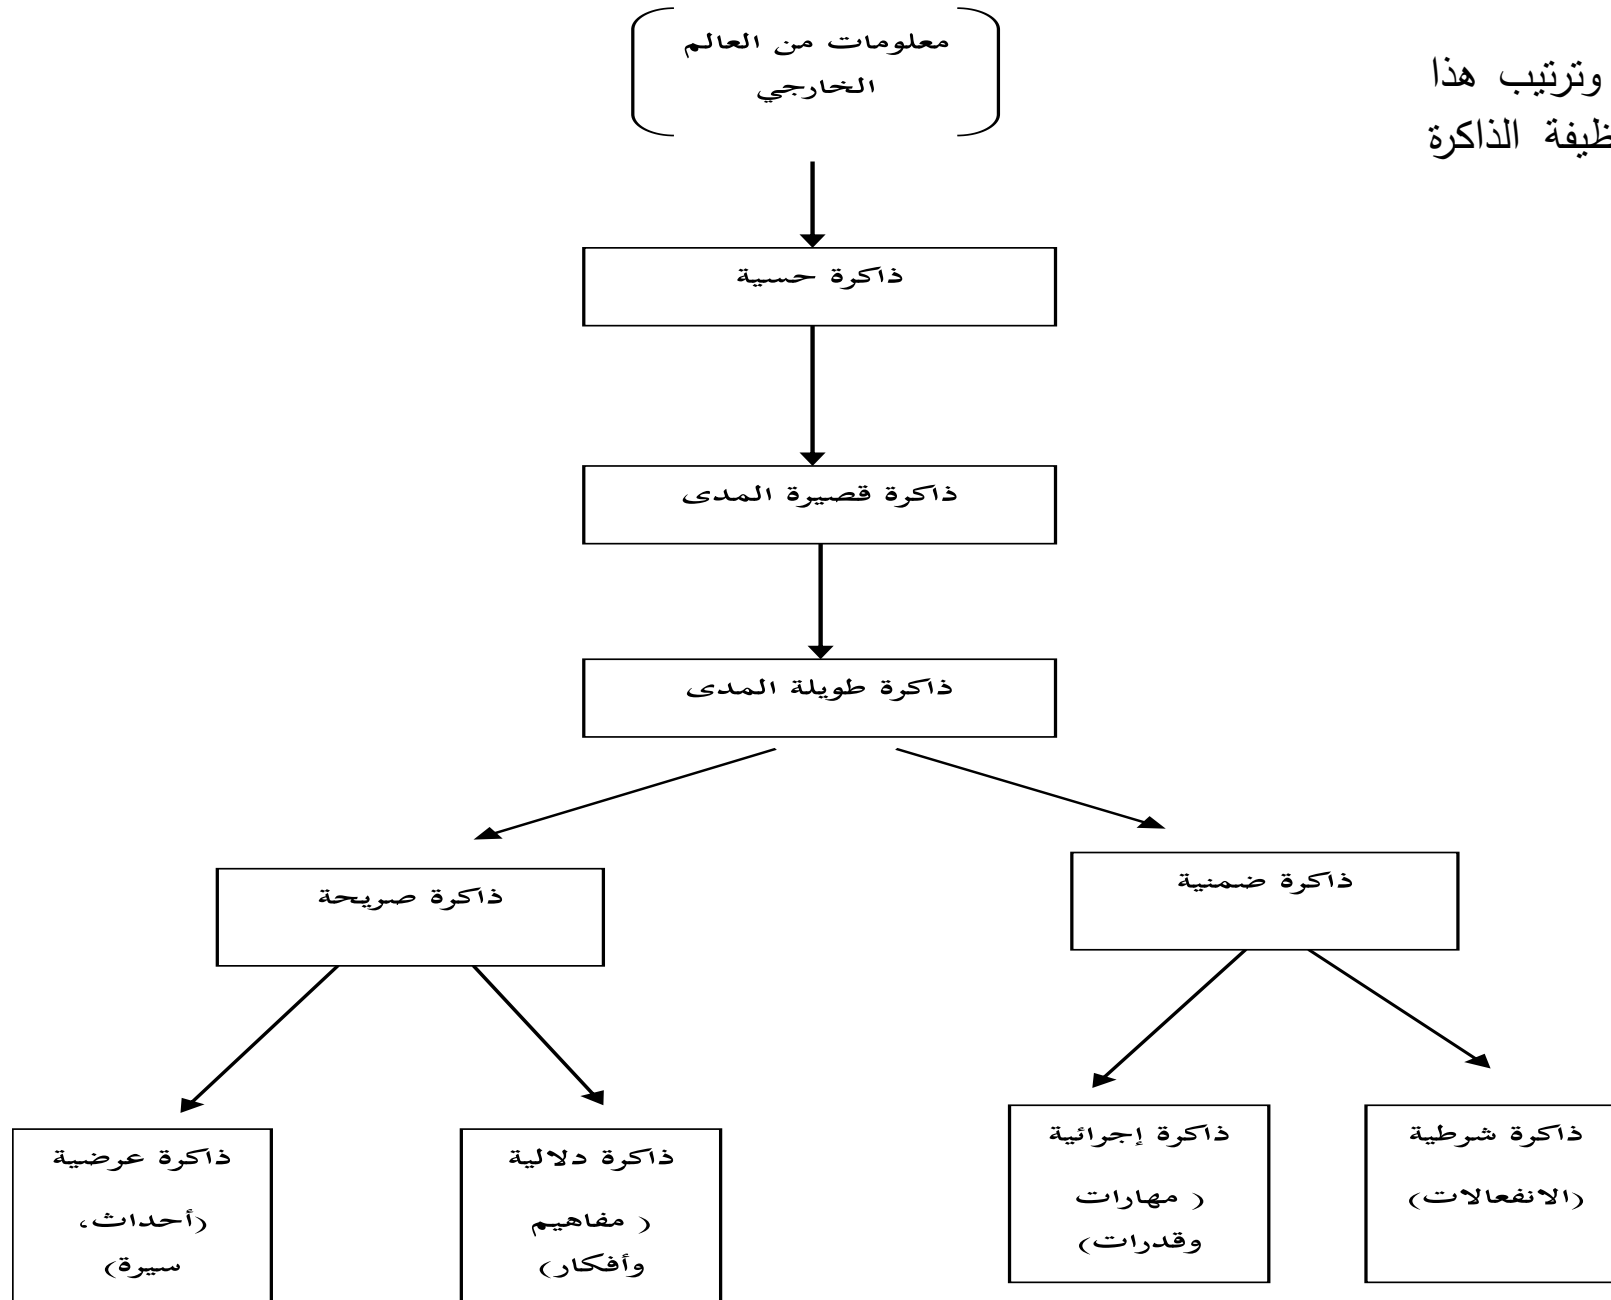 معلومات من العالم
الخارجي
وترتيب هذا
الذاكرة
ذاكرة حسية
ذاكرة قصيرة المدى
ذاكرة طويلة المدى
ذاكرة ضمنية
ذاكرة صريحة
ذاكرة شرطية
(الانفعالات)
ذاكرة إجرائية
( مهارات
وقدرات)
ذاكرة دلالية
( مفاهيم
وأفكار)
ذاكرة عرضية
(أحداث،
سيرة)